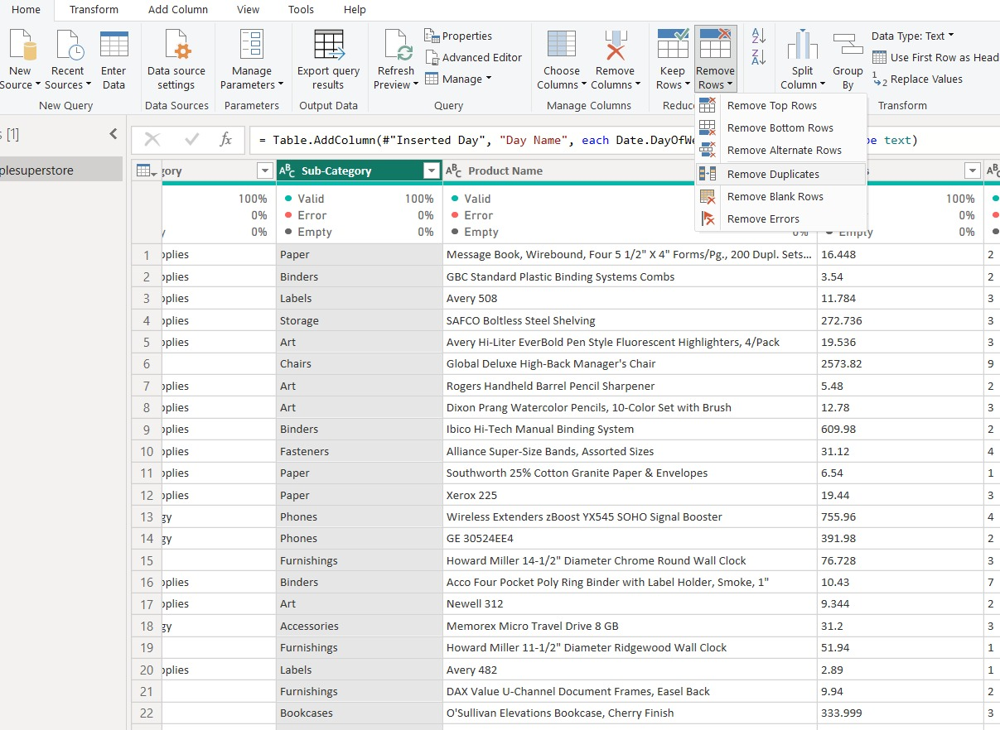 Home Transform Add Column View Tools Help
New Source Recent Sources Enter Data Data source settings Manage Parameters Export query results Refresh Preview Properties Choose Columns Remove Columns Keep Rows Remove Rows Split Column Group By Data Type: Text
Advanced Editor Use First Row as Head
Manage Replace Values
New Query Data Sources Parameters Output Data Query Manage Columns Reduc Transform
Remove Top Rows
Remove Bottom Rows
Remove Alternate Rows
Remove Duplicates
Remove Blank Rows
Remove Errors
s [1]
plesuperstore
fx = Table.AddColumn(#"Inserted Day", "Day Name", each Date.DayOfWe pe text)
gory ABC Sub-Category ABC Product Name s AB
100% Valid 100% Valid 100%
0% Error 0% Error 0%
y 0% Empty 0% Empty 0% Empty 0%
1 pplies Paper Message Book, Wirebound, Four 5 1/2" X 4" Forms/Pg., 200 Dupl. Sets... 16.448 2
2 pplies Binders GBC Standard Plastic Binding Systems Combs 3.54 2
3 pplies Labels Avery 508 11.784 3
4 pplies Storage SAFCO Boltless Steel Shelving 272.736 3
5 pplies Art Avery Hi-Liter EverBold Pen Style Fluorescent Highlighters, 4/Pack 19.536 3
6 Chairs Global Deluxe High-Back Manager's Chair 2573.82 9
7 pplies Art Rogers Handheld Barrel Pencil Sharpener 5.48 2
8 pplies Art Dixon Prang Watercolor Pencils, 10-Color Set with Brush 12.78 3
9 pplies Binders Ibico Hi-Tech Manual Binding System 609.98 2
10 pplies Fasteners Alliance Super-Size Bands, Assorted Sizes 31.12 4
11 pplies Paper Southworth 25% Cotton Granite Paper & Envelopes 6.54 1
12 pplies Paper Xerox 225 19.44 3
13 gy Phones Wireless Extenders zBoost YX545 SOHO Signal Booster 755.96 4
14 gy Phones GE 30524EE4 391.98 2
15 Furnishings Howard Miller 14-1/2" Diameter Chrome Round Wall Clock 76.728 3
16 pplies Binders Acco Four Pocket Poly Ring Binder with Label Holder, Smoke, 1" 10.43 7
17 pplies Art Newell 312 9.344 2
18 gy Accessories Memorex Micro Travel Drive 8 GB 31.2 3
19 Furnishings Howard Miller 11-1/2" Diameter Ridgewood Wall Clock 51.94 1
20 pplies Labels Avery 482 2.89 1
21 Furnishings DAX Value U-Channel Document Frames, Easel Back 9.94 2
22 Bookcases O'Sullivan Elevations Bookcase, Cherry Finish 333.999 3